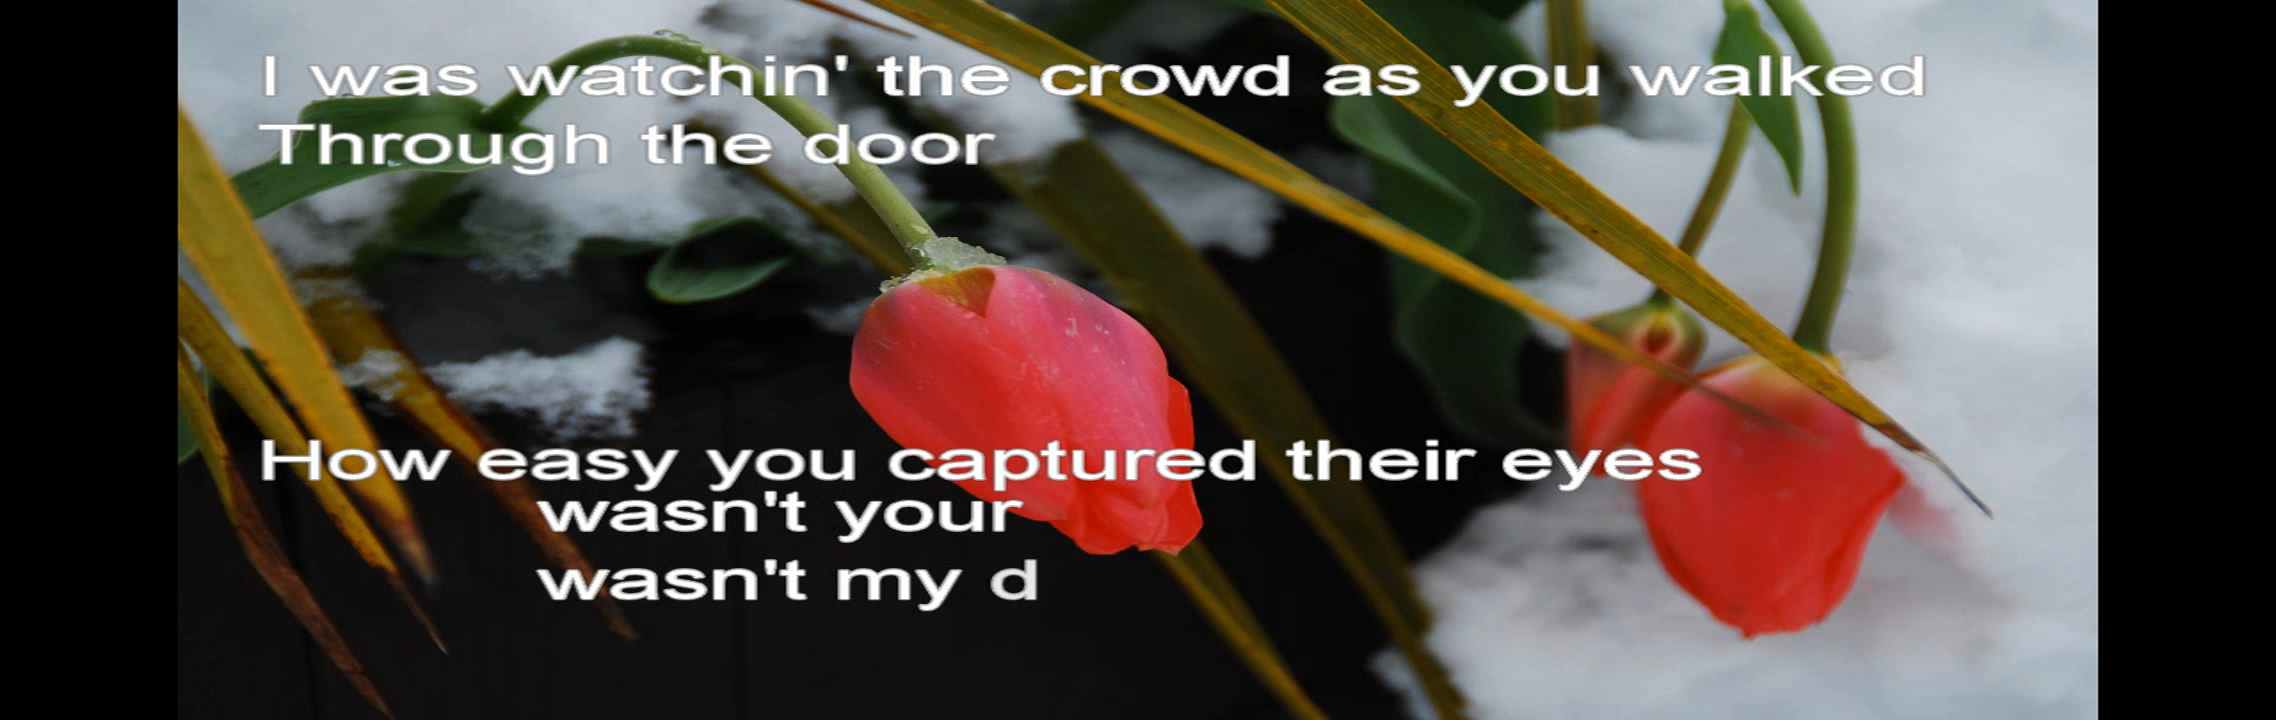 I was watchin' the crowd as you walked
Through the door
How easy you captured their eyes
wasn't your
wasn't my d